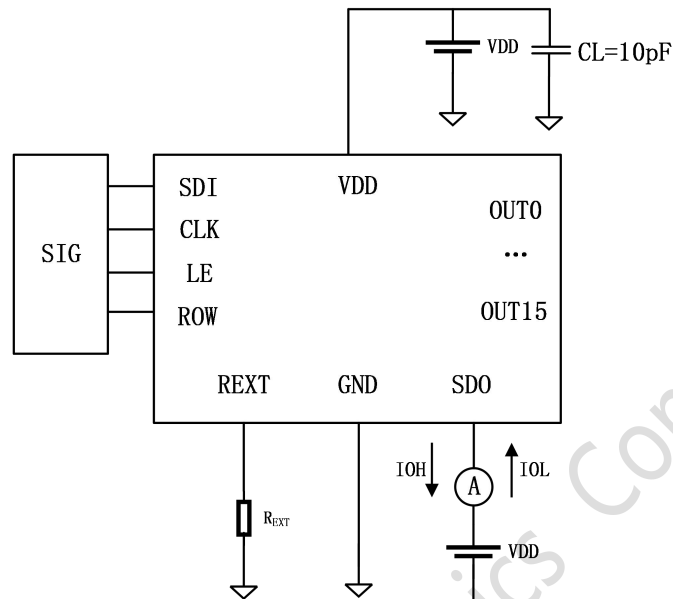 VDD
CL=10pF
SIG
SDI
VDD
OUT0
CLK
...
LE
ROW
OUT15
REXT
GND
SDO
IOH
A
IOL
REXT
VDD